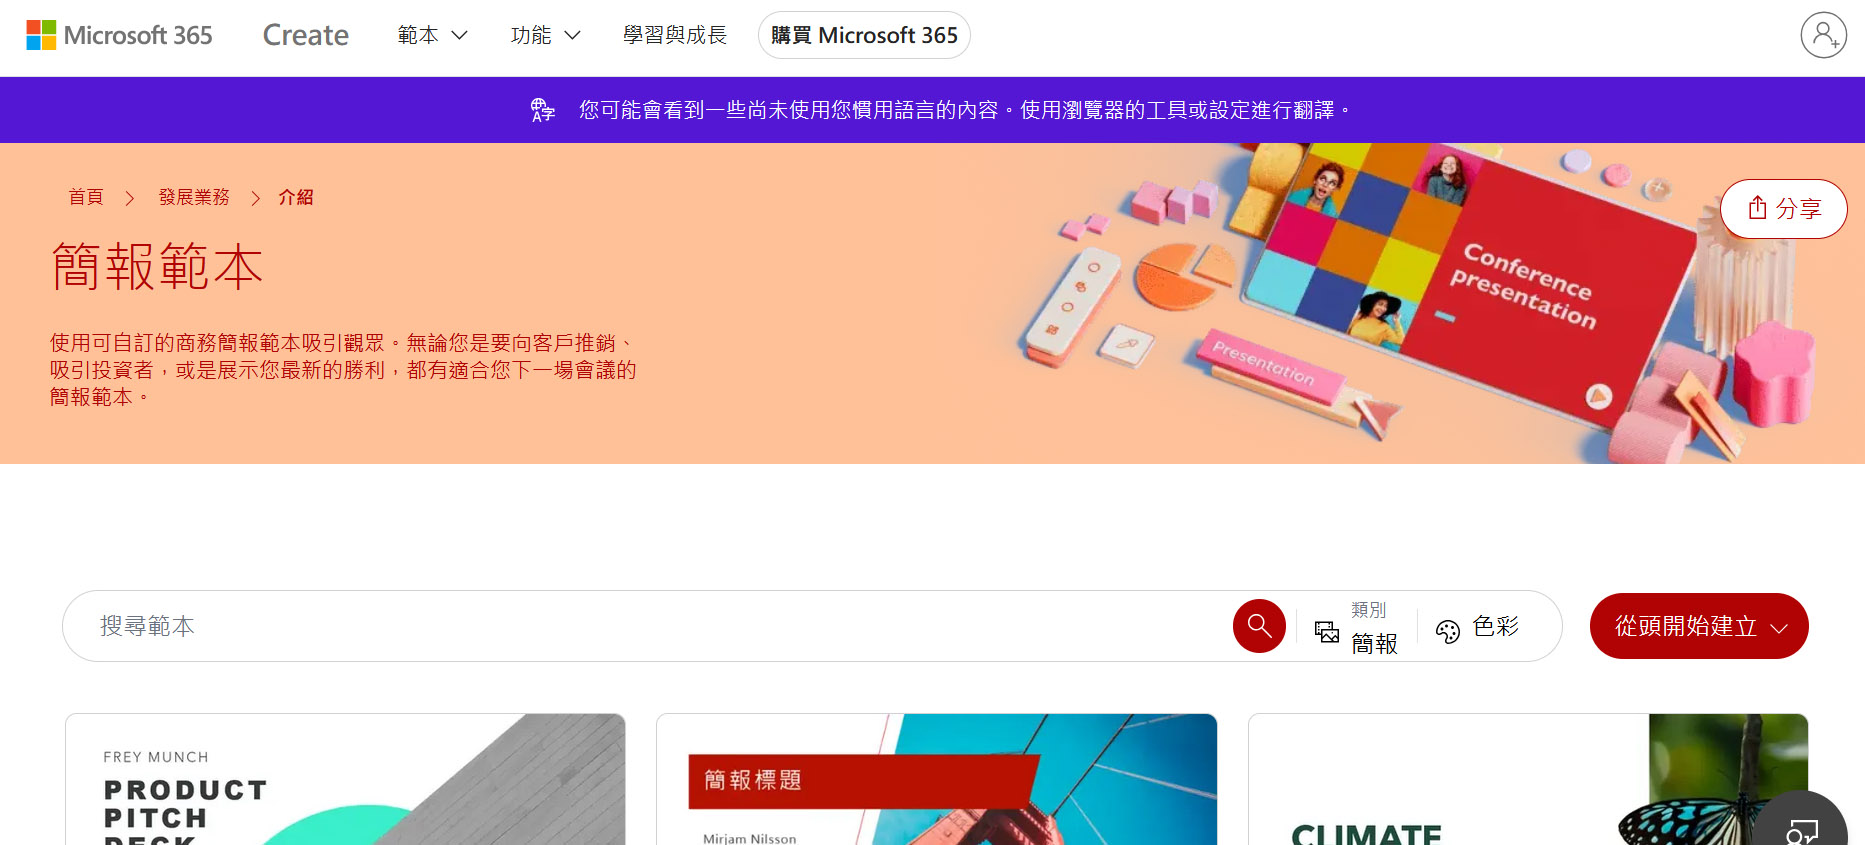 Microsoft 365
Create
範本
功能
學習與成長
購買 Microsoft 365
您可能會看到一些尚未使用您慣用語言的內容。使用瀏覽器的工具或設定進行翻譯。
首頁 > 發展業務 > 介紹
分享
簡報範本
使用可自訂的商務簡報範本吸引觀眾。無論您是要向客戶推銷、
吸引投資者，或是展示您最新的勝利，都有適合您下一場會議的
簡報範本。
Conference
presentation
Presentation
搜尋範本
類別
簡報
色彩
從頭開始建立
FREY MUNCH
PRODUCT
PITCH
DECK
簡報標題
Mirjam Nilsson
CLIMATE